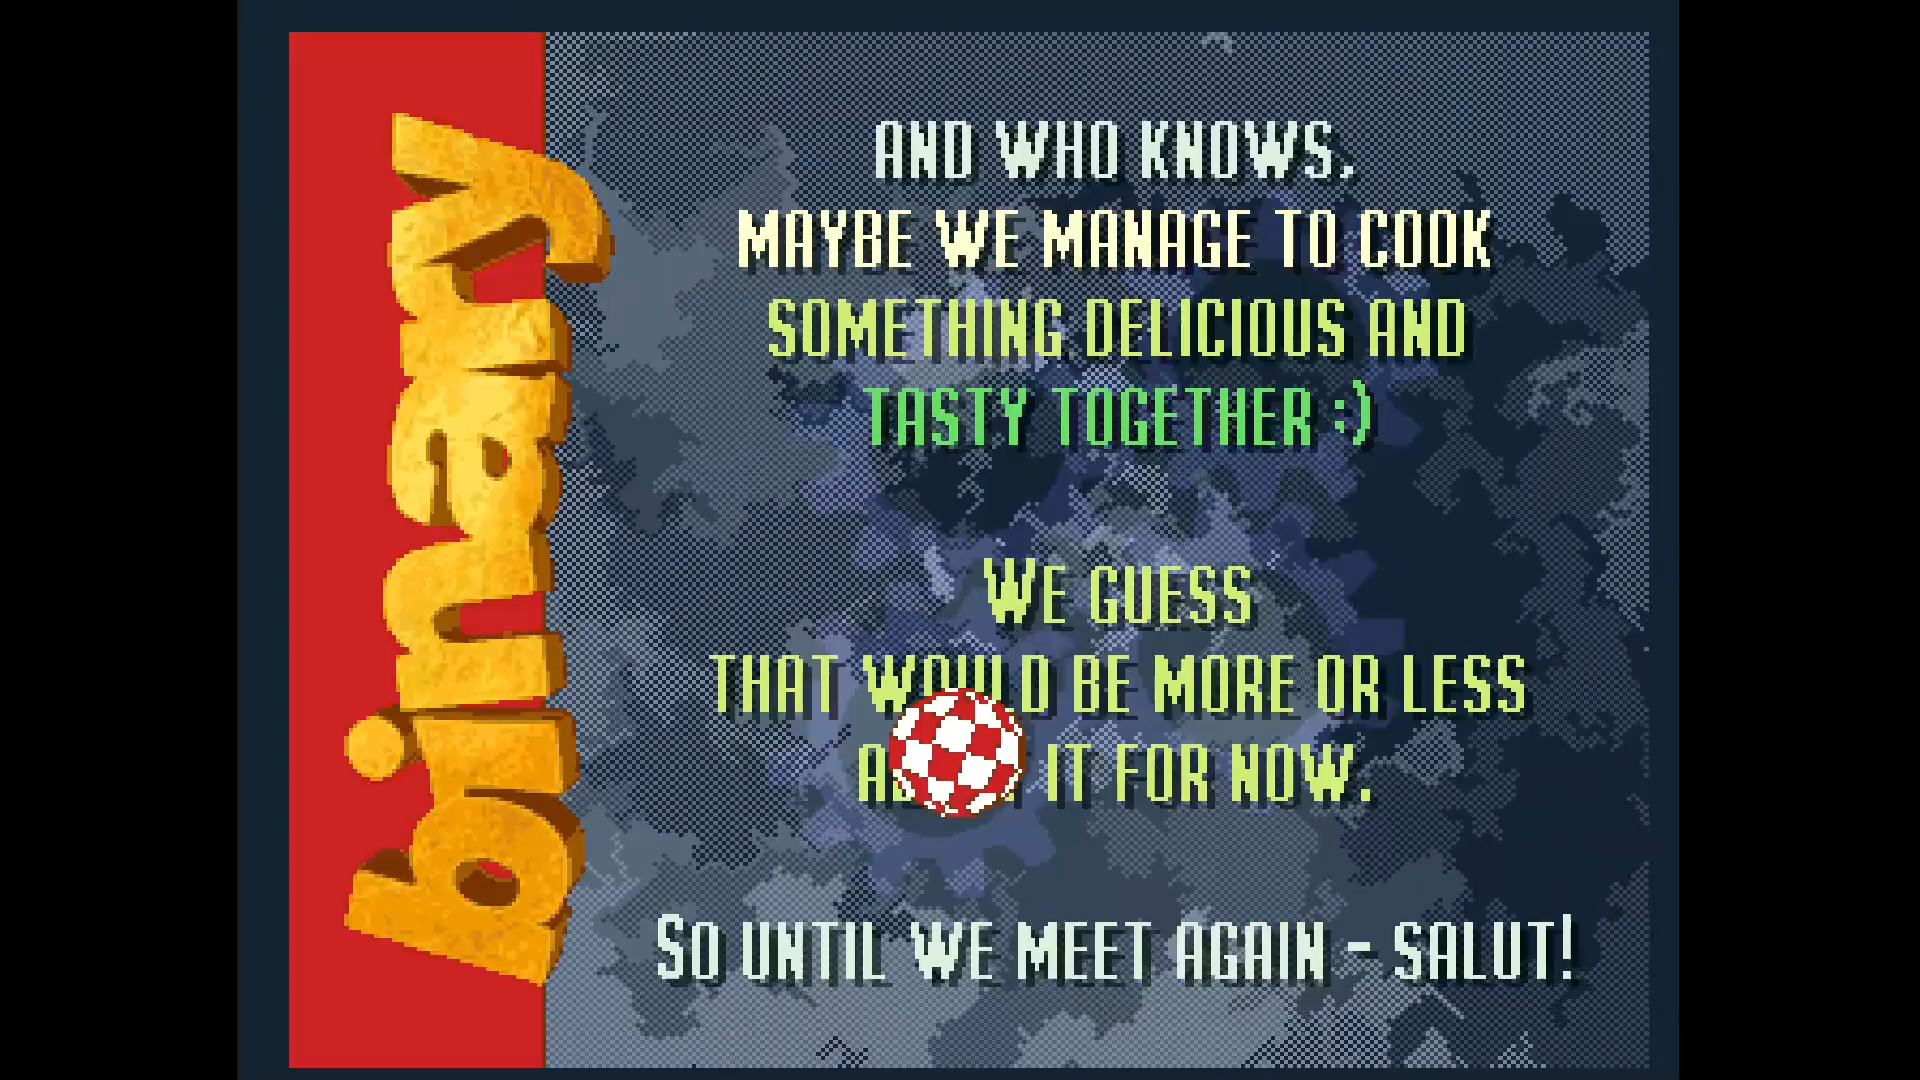 binary
AND WHO KNOWS,
MAYBE WE MANAGE TO COOK
SOMETHING DELICIOUS AND
TASTY TOGETHER :)
WE GUESS
THAT WOULD BE MORE OR LESS
IT FOR NOW.
SO UNTIL WE MEET AGAIN - SALUT!